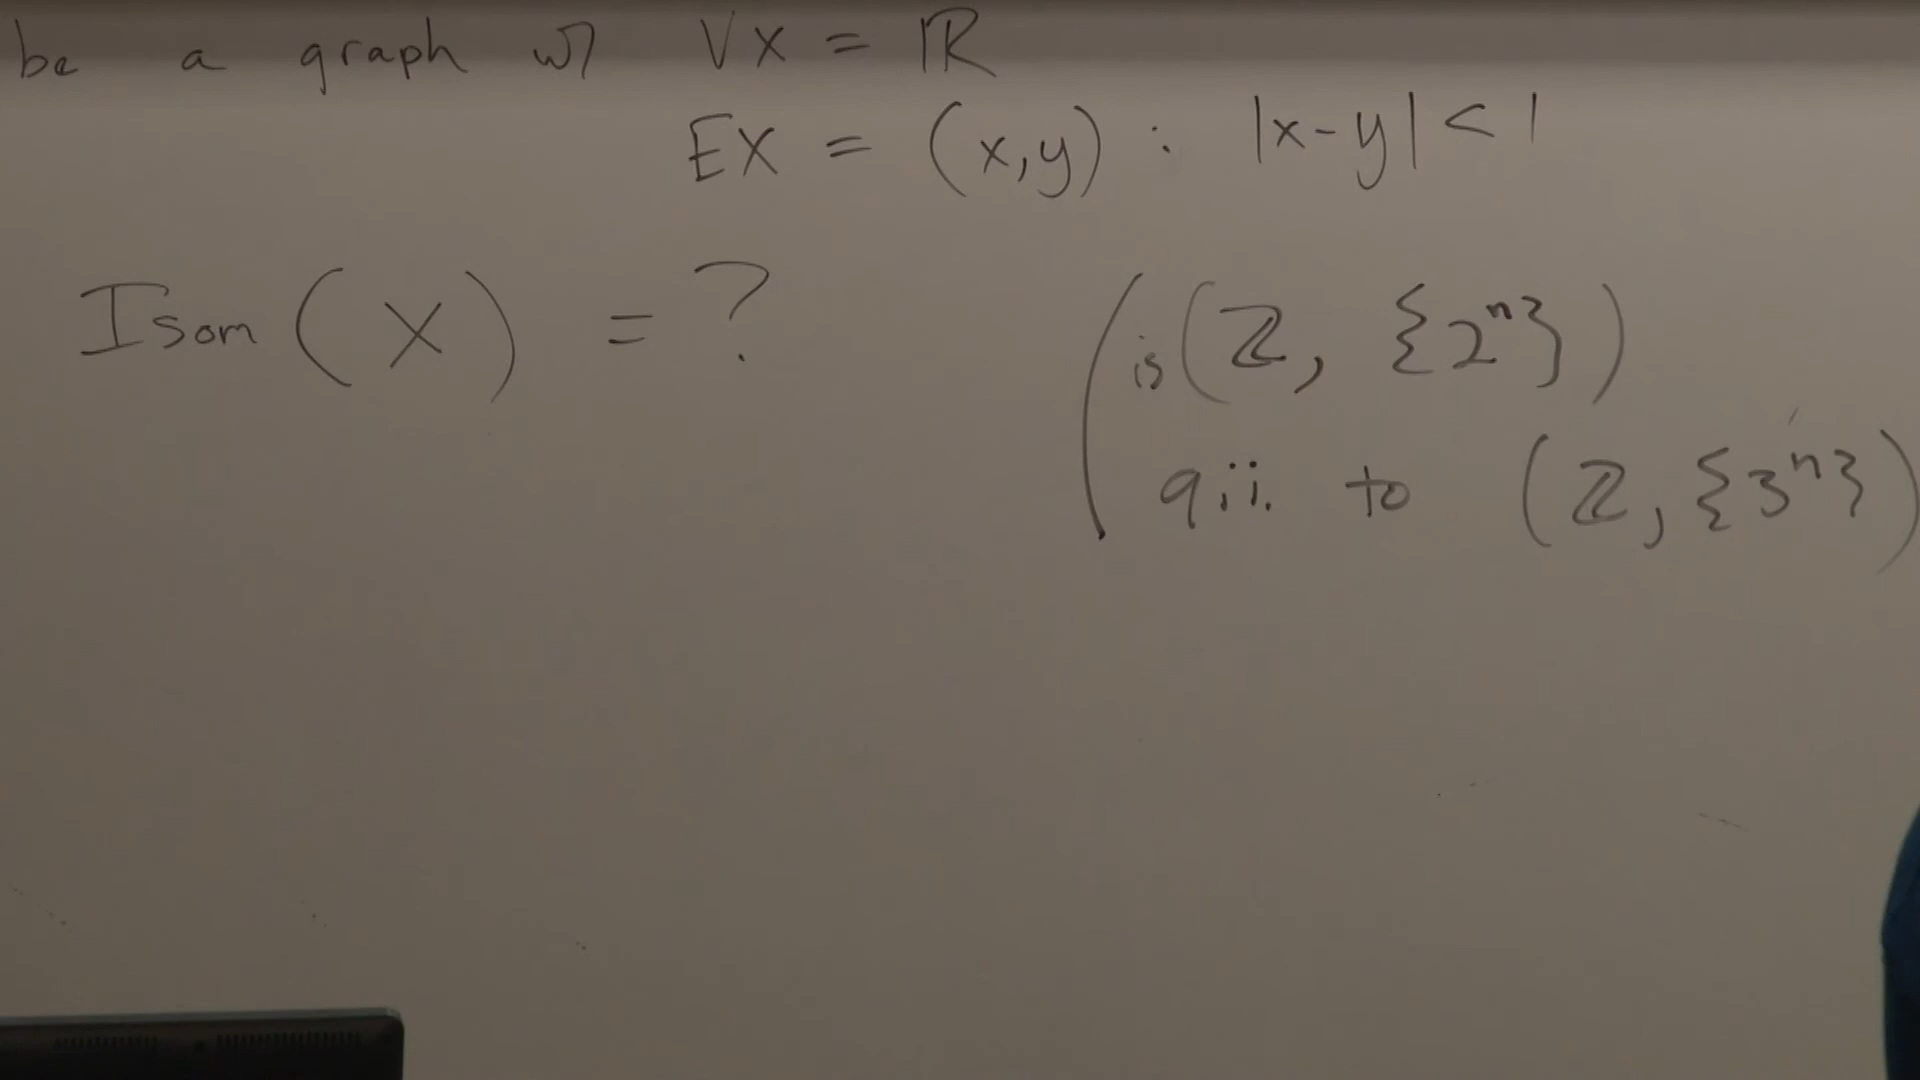 be a graph w/ VX = ℝ
EX = (x,y) : |x-y| < 1
Isom (X) = ?
(is (ℤ, {2ⁿ})
q.i. to (ℤ, {3ⁿ})